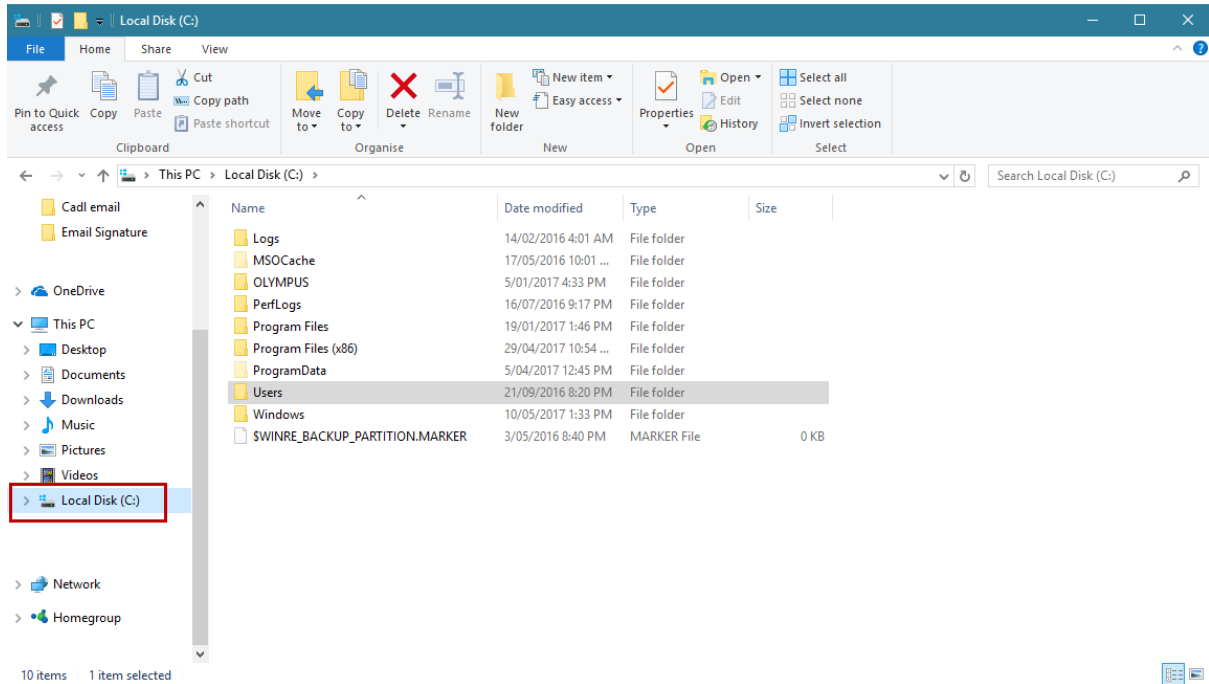 Local Disk (C:)
File Home Share View
Pin to Quick access
Copy
Paste
Cut
Copy path
Paste shortcut
Clipboard
Move to
Copy to
Delete
Rename
Organise
New folder
New item
Easy access
New
Properties
Open
Edit
History
Open
Select all
Select none
Invert selection
Select
This PC > Local Disk (C:) >
Search Local Disk (C:)
Cadl email
Email Signature
OneDrive
This PC
Desktop
Documents
Downloads
Music
Pictures
Videos
Local Disk (C:)
Network
Homegroup
Name Date modified Type Size
Logs 14/02/2016 4:01 AM File folder
MSOCache 17/05/2016 10:01 ... File folder
OLYMPUS 5/01/2017 4:33 PM File folder
PerfLogs 16/07/2016 9:17 PM File folder
Program Files 19/01/2017 1:46 PM File folder
Program Files (x86) 29/04/2017 10:54 ... File folder
ProgramData 5/04/2017 12:45 PM File folder
Users 21/09/2016 8:20 PM File folder
Windows 10/05/2017 1:33 PM File folder
$WINRE_BACKUP_PARTITION.MARKER 3/05/2016 8:40 PM MARKER File 0 KB
10 items 1 item selected